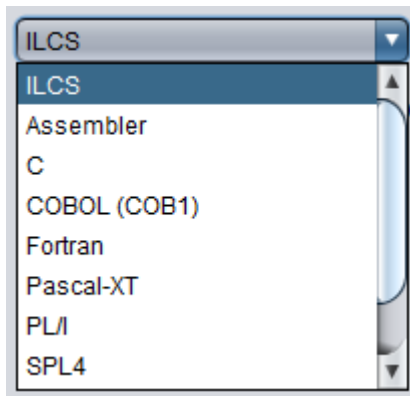 ILCS
ILCS
Assembler
C
COBOL (COB1)
Fortran
Pascal-XT
PL/I
SPL4